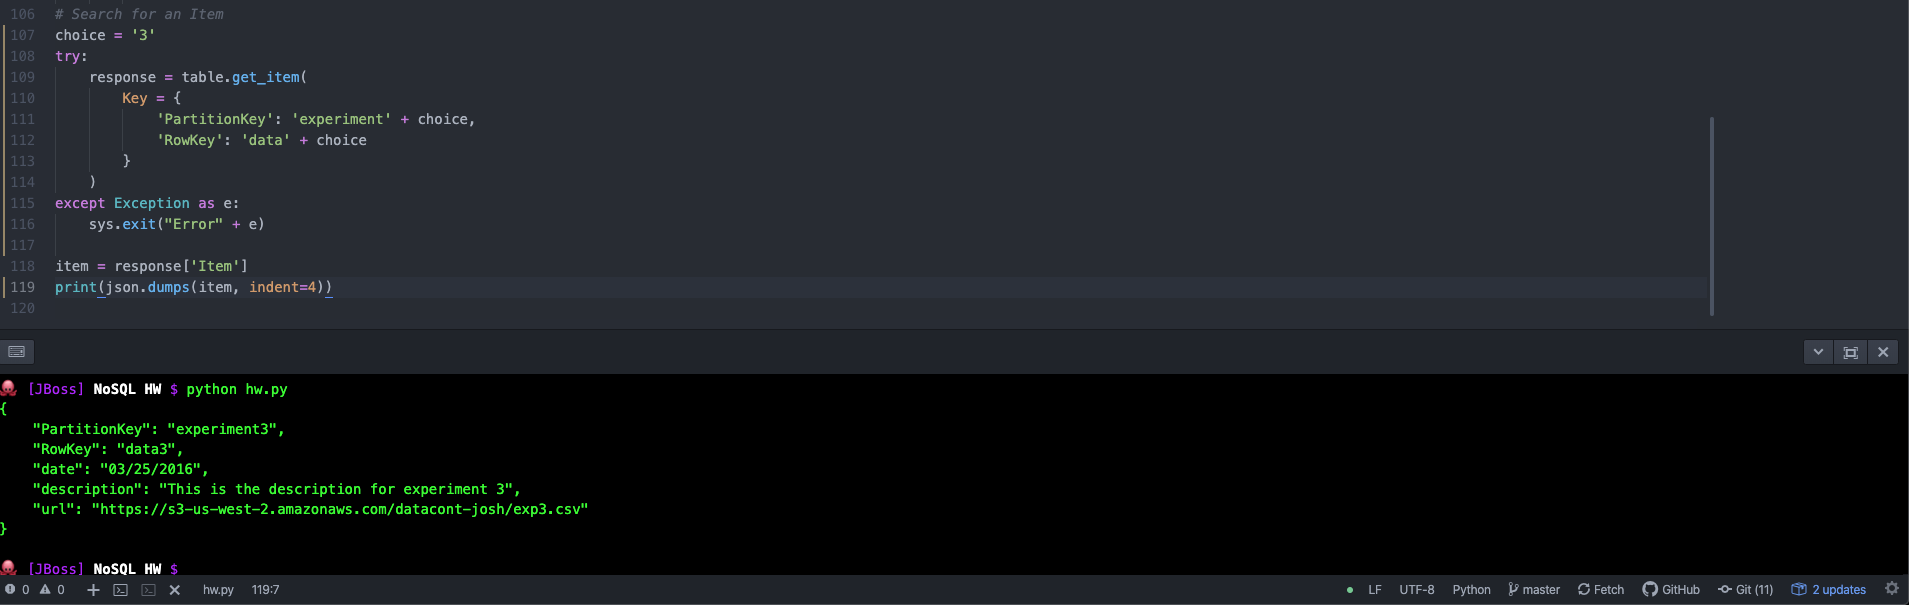 106 # Search for an Item
107 choice = '3'
108 try:
109     response = table.get_item(
110         Key = {
111             'PartitionKey': 'experiment' + choice,
112             'RowKey': 'data' + choice
113         }
114     )
115 except Exception as e:
116     sys.exit("Error" + e)
117
118 item = response['Item']
119 print(json.dumps(item, indent=4))
120
[JBoss] NoSQL HW $ python hw.py
{
    "PartitionKey": "experiment3",
    "RowKey": "data3",
    "date": "03/25/2016",
    "description": "This is the description for experiment 3",
    "url": "https://s3-us-west-2.amazonaws.com/datacont-josh/exp3.csv"
}
[JBoss] NoSQL HW $
0 0 hw.py 119:7 LF UTF-8 Python master Fetch GitHub Git (11) 2 updates